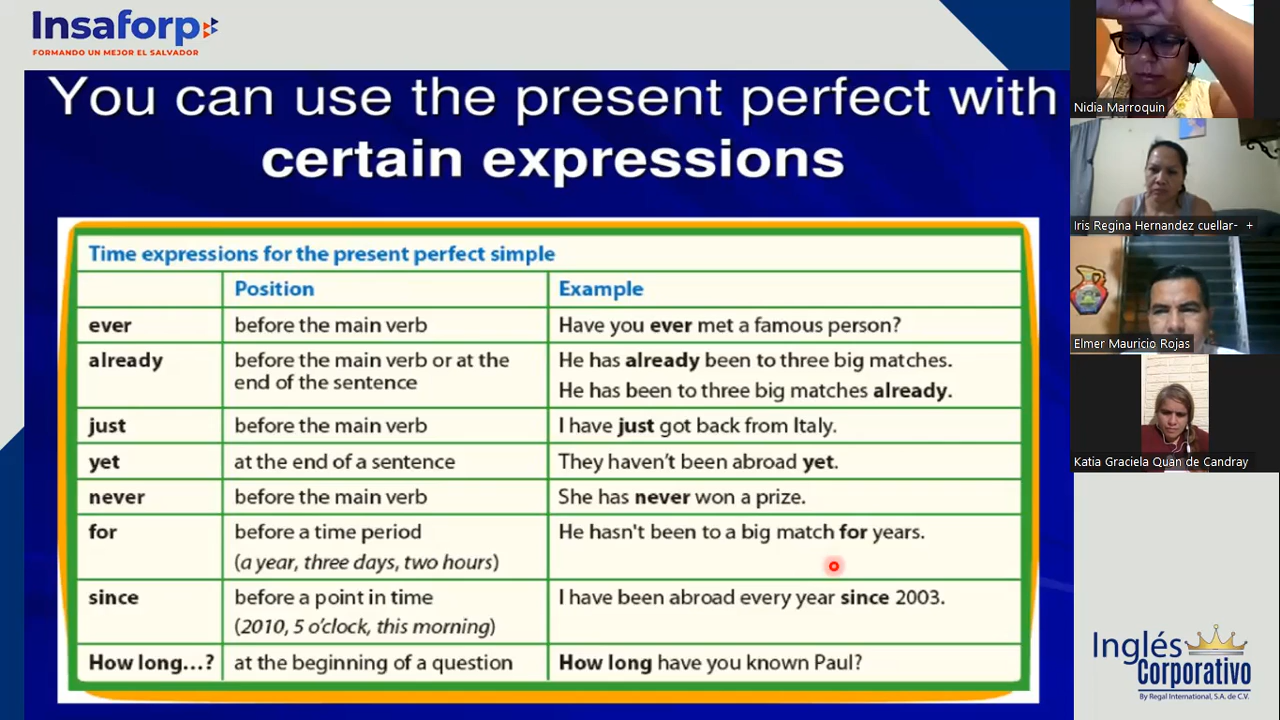 Insaforp
FORMANDO UN MEJOR EL SALVADOR
You can use the present perfect with
certain expressions
Time expressions for the present perfect simple
Position Example
ever before the main verb Have you ever met a famous person?
already before the main verb or at the end of the sentence He has already been to three big matches.
He has been to three big matches already.
just before the main verb I have just got back from Italy.
yet at the end of a sentence They haven't been abroad yet.
never before the main verb She has never won a prize.
for before a time period He hasn't been to a big match for years.
(a year, three days, two hours)
since before a point in time I have been abroad every year since 2003.
(2010, 5 o'clock, this morning)
How long...? at the beginning of a question How long have you known Paul?
Nidia Marroquin
Iris Regina Hernandez cuellar- +
Elmer Mauricio Rojas
Katia Graciela Quan de Candray
Inglés
Corporativo
By Regal International, S.A. de C.V.